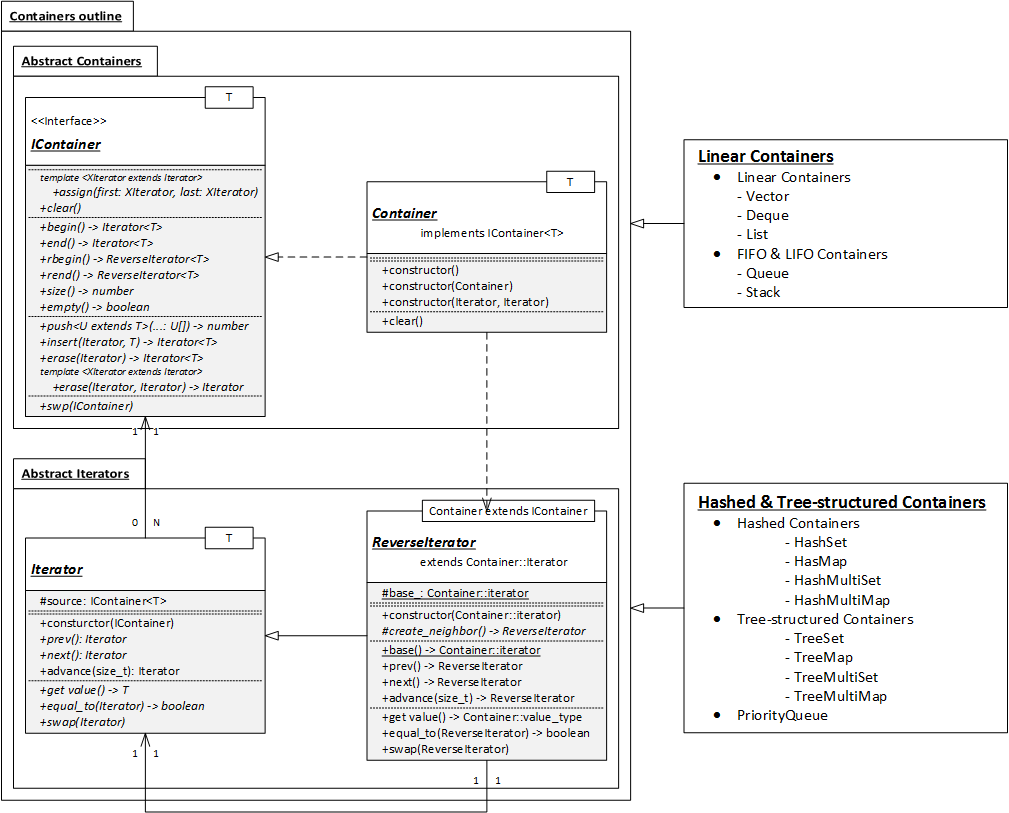 Containers outline
Abstract Containers
T
<<Interface>>
IContainer
template <XIterator extends Iterator>
+assign(first: XIterator, last: XIterator)
+clear()
+begin() -> Iterator<T>
+end() -> Iterator<T>
+rbegin() -> ReverseIterator<T>
+rend() -> ReverseIterator<T>
+size() -> number
+empty() -> boolean
+push<U extends T>(...: U[]) -> number
+insert(Iterator, T) -> Iterator<T>
+erase(Iterator) -> Iterator<T>
template <XIterator extends Iterator>
+erase(Iterator, Iterator) -> Iterator
+swp(IContainer)
T
Container
implements IContainer<T>
+constructor()
+constructor(Container)
+constructor(Iterator, Iterator)
+clear()
1 1
0 N
Abstract Iterators
T
Iterator
#source: IContainer<T>
+consturctor(IContainer)
+prev(): Iterator
+next(): Iterator
+advance(size_t): Iterator
+get value() -> T
+equal_to(Iterator) -> boolean
+swap(Iterator)
1 1
Container extends IContainer
ReverseIterator
extends Container::Iterator
#base_: Container::iterator
+constructor(Container::iterator)
#create_neighbor() -> ReverseIterator
+base() -> Container::iterator
+prev() -> ReverseIterator
+next() -> ReverseIterator
+advance(size_t) -> ReverseIterator
+get value() -> Container::value_type
+equal_to(ReverseIterator) -> boolean
+swap(ReverseIterator)
1 1
Linear Containers
• Linear Containers
- Vector
- Deque
- List
• FIFO & LIFO Containers
- Queue
- Stack
Hashed & Tree-structured Containers
• Hashed Containers
- HashSet
- HasMap
- HashMultiSet
- HashMultiMap
• Tree-structured Containers
- TreeSet
- TreeMap
- TreeMultiSet
- TreeMultiMap
• PriorityQueue